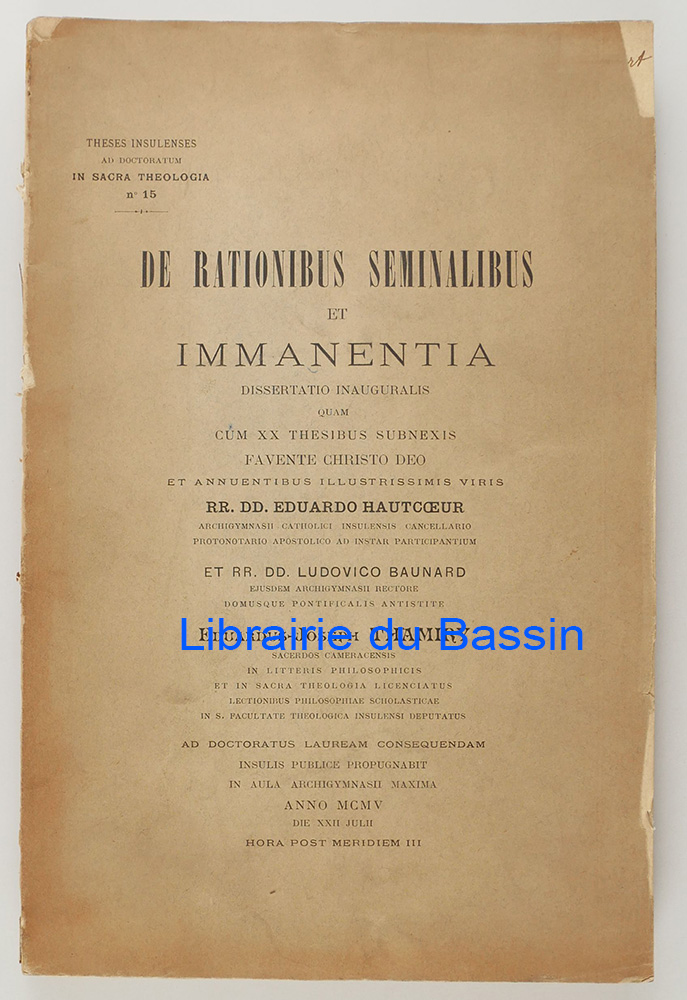 THESES INSULENSES
AD DOCTORATUM
IN SACRA THEOLOGIA
n° 15
DE RATIONIBUS SEMINALIBUS
ET
IMMANENTIA
DISSERTATIO INAUGURALIS
QUAM
CUM XX THESIBUS SUBNEXIS
FAVENTE CHRISTO DEO
ET ANNUENTIBUS ILLUSTRISSIMIS VIRIS
RR. DD. EDUARDO HAUTCŒUR
ARCHIGYMNASII CATHOLICI INSULENSIS CANCELLARIO
PROTONOTARIO APOSTOLICO AD INSTAR PARTICIPANTIUM
ET RR. DD. LUDOVICO BAUNARD
EJUSDEM ARCHIGYMNASII RECTORE
DOMUSQUE PONTIFICALIS ANTISTITE
EDUARDUS-JOSEPH THAMIRY
Librairie du Bassin
SACERDOS CAMERACENSIS
IN LITTERIS PHILOSOPHICIS
ET IN SACRA THEOLOGIA LICENCIATUS
LECTIONIBUS PHILOSOPHIÆ SCHOLASTICAE
IN S. FACULTATE THEOLOGICA INSULENSI DEPUTATUS
AD DOCTORATUS LAUREAM CONSEQUENDAM
INSULIS PUBLICE PROPUGNABIT
IN AULA ARCHIGYMNASII MAXIMA
ANNO MCMV
DIE XXII JULII
HORA POST MERIDIEM III